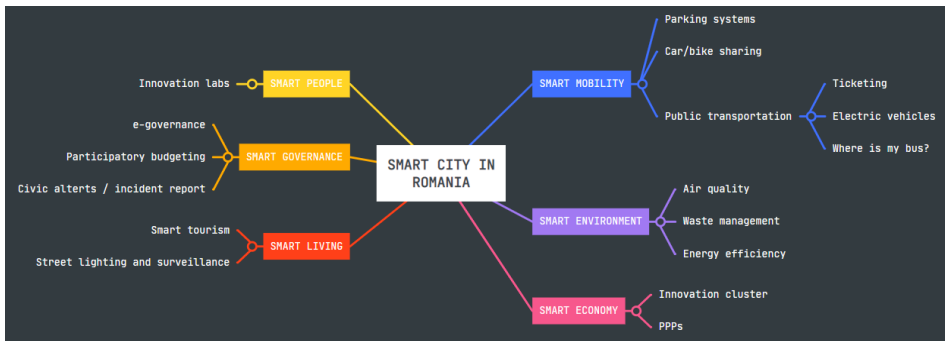 SMART CITY IN
ROMANIA
SMART PEOPLE
Innovation labs
SMART GOVERNANCE
e-governance
Participatory budgeting
Civic alterts / incident report
SMART LIVING
Smart tourism
Street lighting and surveillance
SMART MOBILITY
Parking systems
Car/bike sharing
Public transportation
Ticketing
Electric vehicles
Where is my bus?
SMART ENVIRONMENT
Air quality
Waste management
Energy efficiency
SMART ECONOMY
Innovation cluster
PPPs